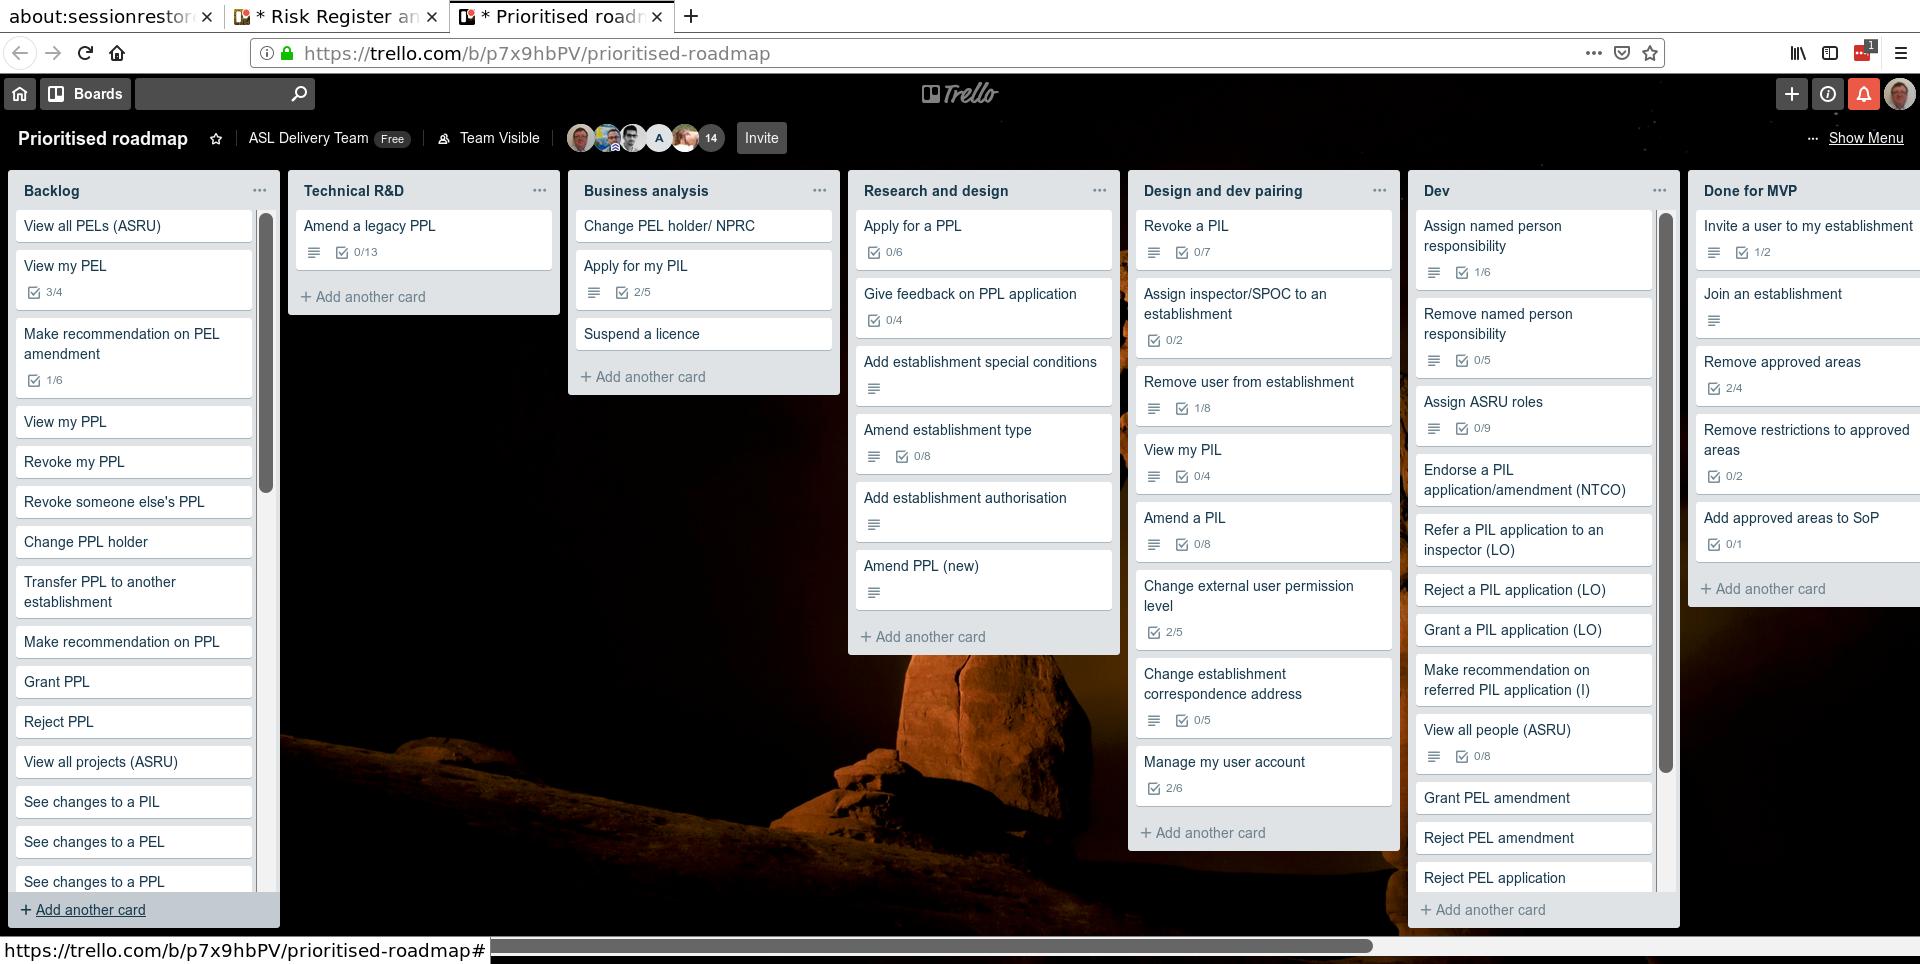 about:sessionrestor
* Risk Register an
* Prioritised roadm
https://trello.com/b/p7x9hbPV/prioritised-roadmap
1
Boards
Trello
Prioritised roadmap
ASL Delivery Team Free
Team Visible
A
14
Invite
Show Menu
Backlog
View all PELs (ASRU)
View my PEL
3/4
Make recommendation on PEL
amendment
1/6
View my PPL
Revoke my PPL
Revoke someone else's PPL
Change PPL holder
Transfer PPL to another
establishment
Make recommendation on PPL
Grant PPL
Reject PPL
View all projects (ASRU)
See changes to a PIL
See changes to a PEL
See changes to a PPL
+ Add another card
Technical R&D
Amend a legacy PPL
0/13
+ Add another card
Business analysis
Change PEL holder/ NPRC
Apply for my PIL
2/5
Suspend a licence
+ Add another card
Research and design
Apply for a PPL
0/6
Give feedback on PPL application
0/4
Add establishment special conditions
Amend establishment type
0/8
Add establishment authorisation
Amend PPL (new)
+ Add another card
Design and dev pairing
Revoke a PIL
0/7
Assign inspector/SPOC to an
establishment
0/2
Remove user from establishment
1/8
View my PIL
0/4
Amend a PIL
0/8
Change external user permission
level
2/5
Change establishment
correspondence address
0/5
Manage my user account
2/6
+ Add another card
Dev
Assign named person
responsibility
1/6
Remove named person
responsibility
0/5
Assign ASRU roles
0/9
Endorse a PIL
application/amendment (NTCO)
Refer a PIL application to an
inspector (LO)
Reject a PIL application (LO)
Grant a PIL application (LO)
Make recommendation on
referred PIL application (I)
View all people (ASRU)
0/8
Grant PEL amendment
Reject PEL amendment
Reject PEL application
+ Add another card
Done for MVP
Invite a user to my establishment
1/2
Join an establishment
Remove approved areas
2/4
Remove restrictions to approved
areas
0/2
Add approved areas to SoP
0/1
+ Add another card
https://trello.com/b/p7x9hbPV/prioritised-roadmap#